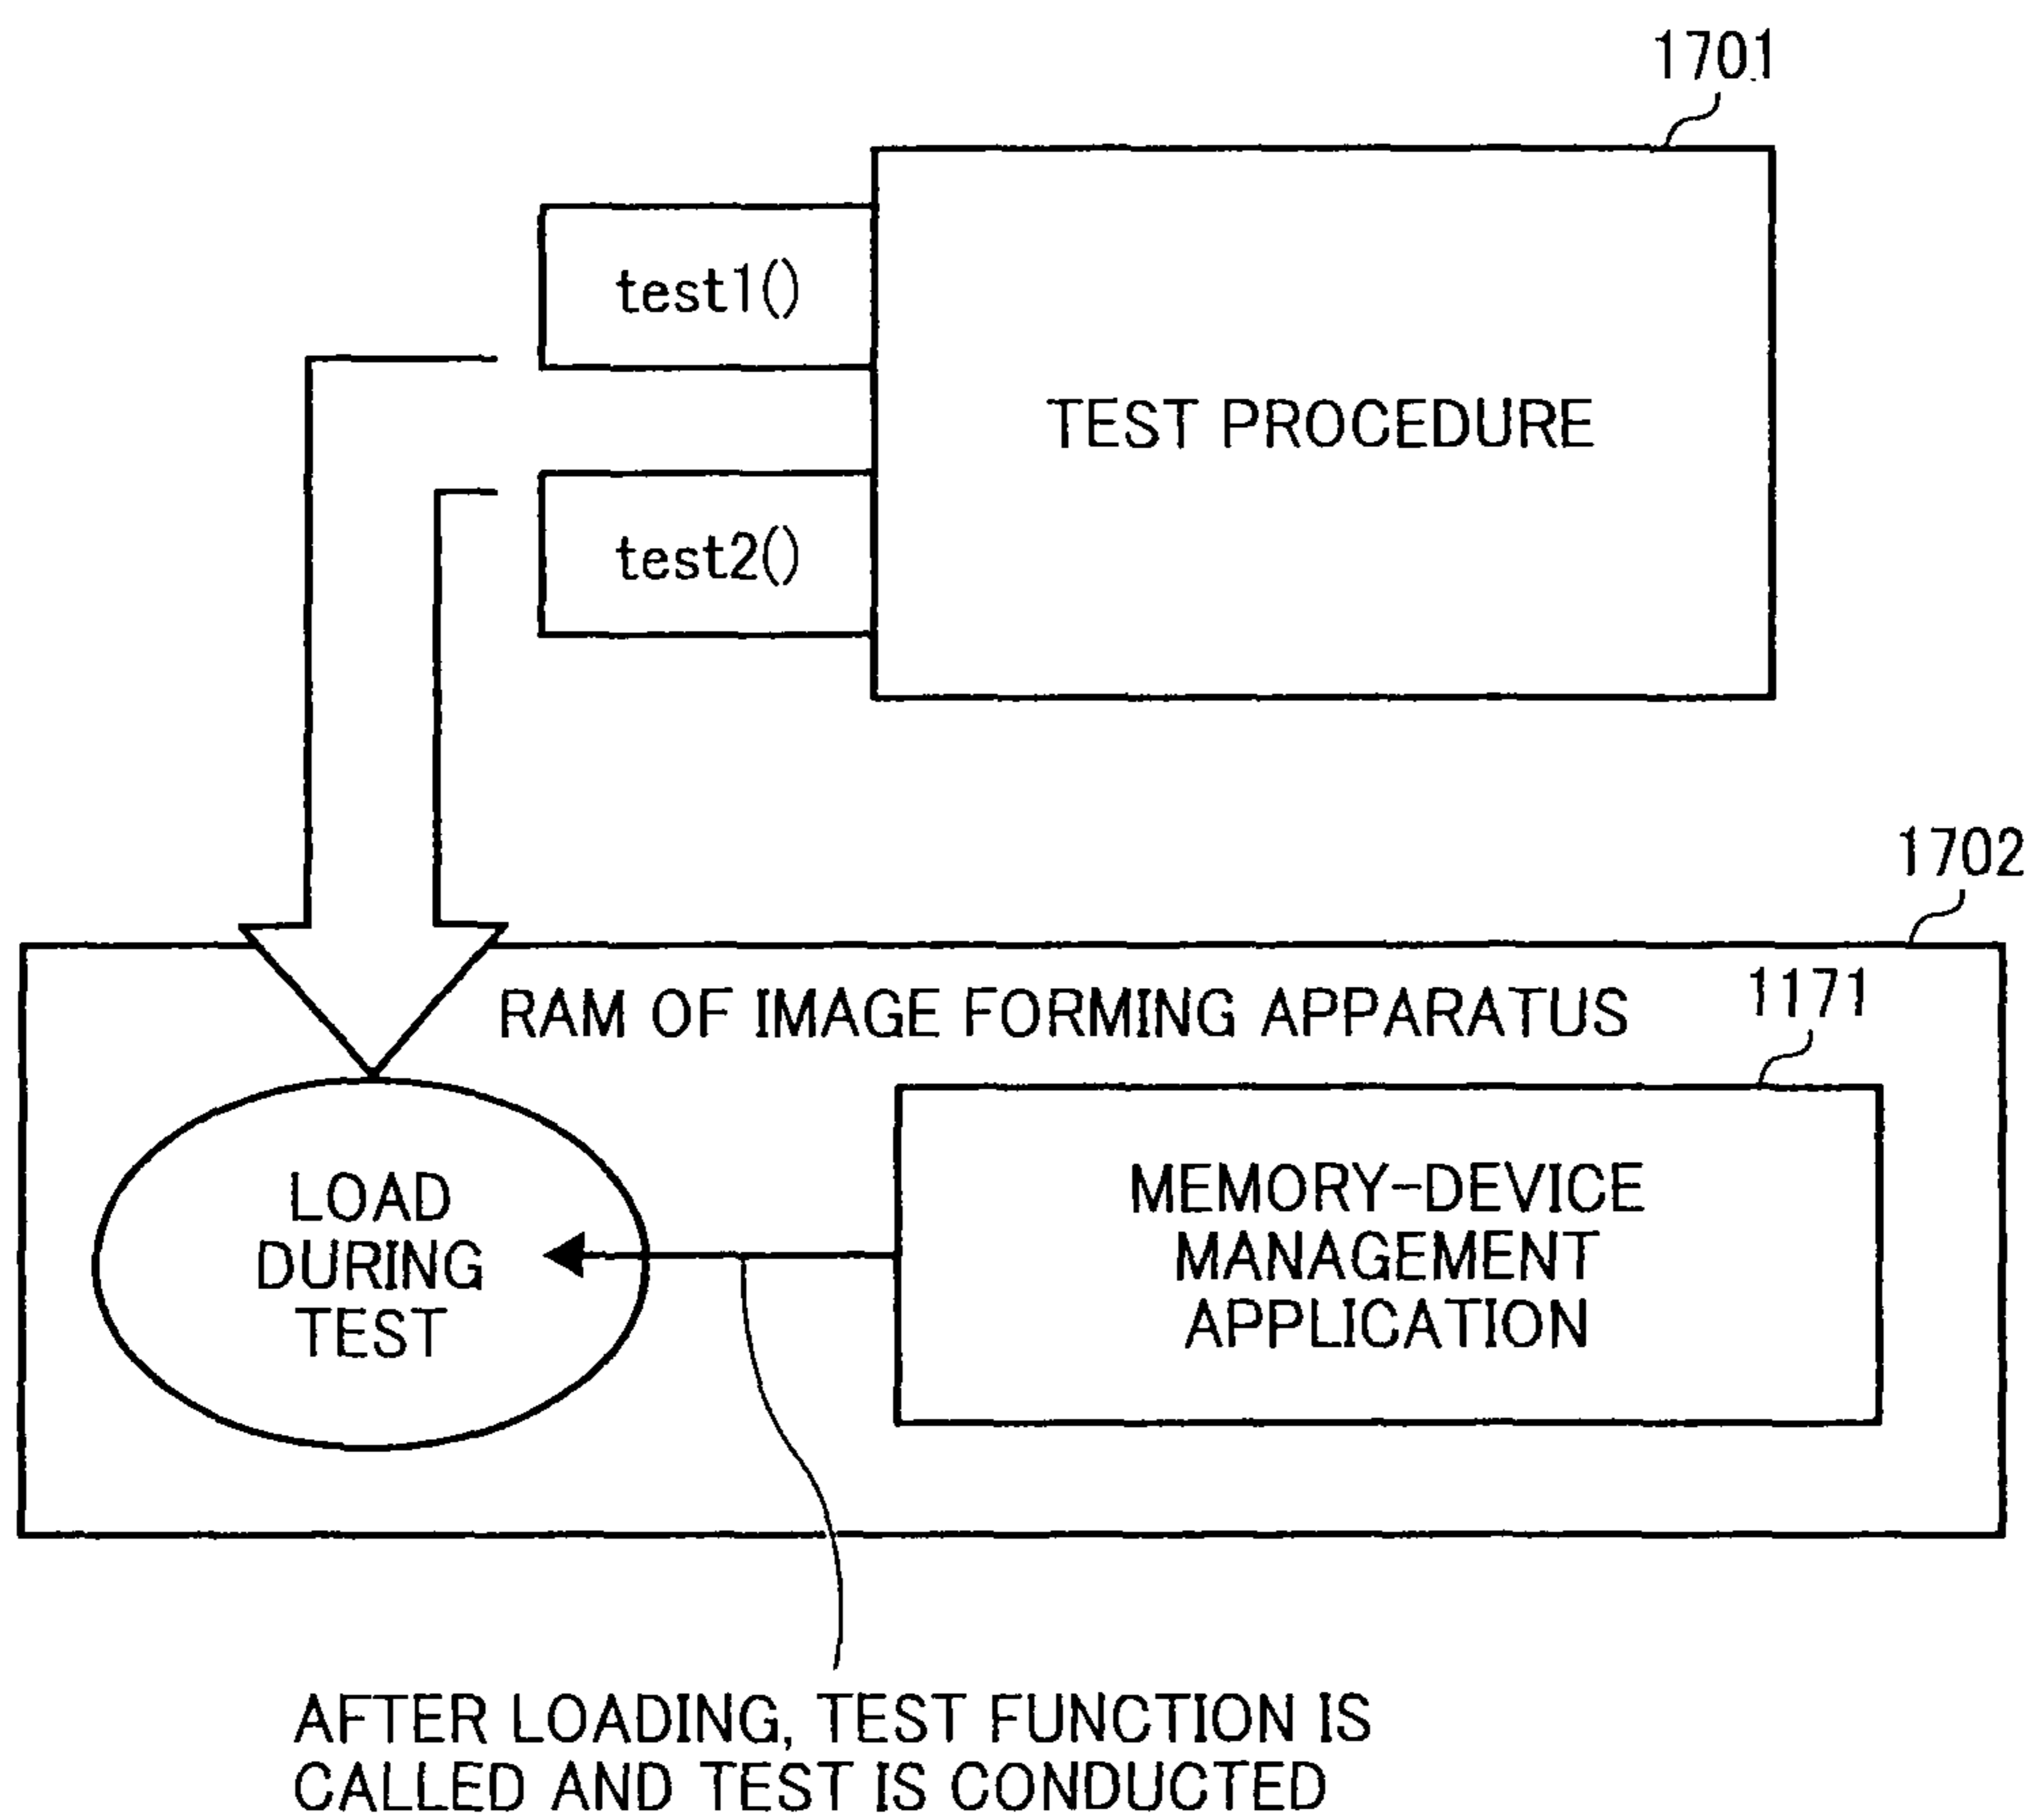 1701
test1()
TEST PROCEDURE
test2()
1702
RAM OF IMAGE FORMING APPARATUS
1171
LOAD
DURING
TEST
MEMORY-DEVICE
MANAGEMENT
APPLICATION
AFTER LOADING, TEST FUNCTION IS
CALLED AND TEST IS CONDUCTED